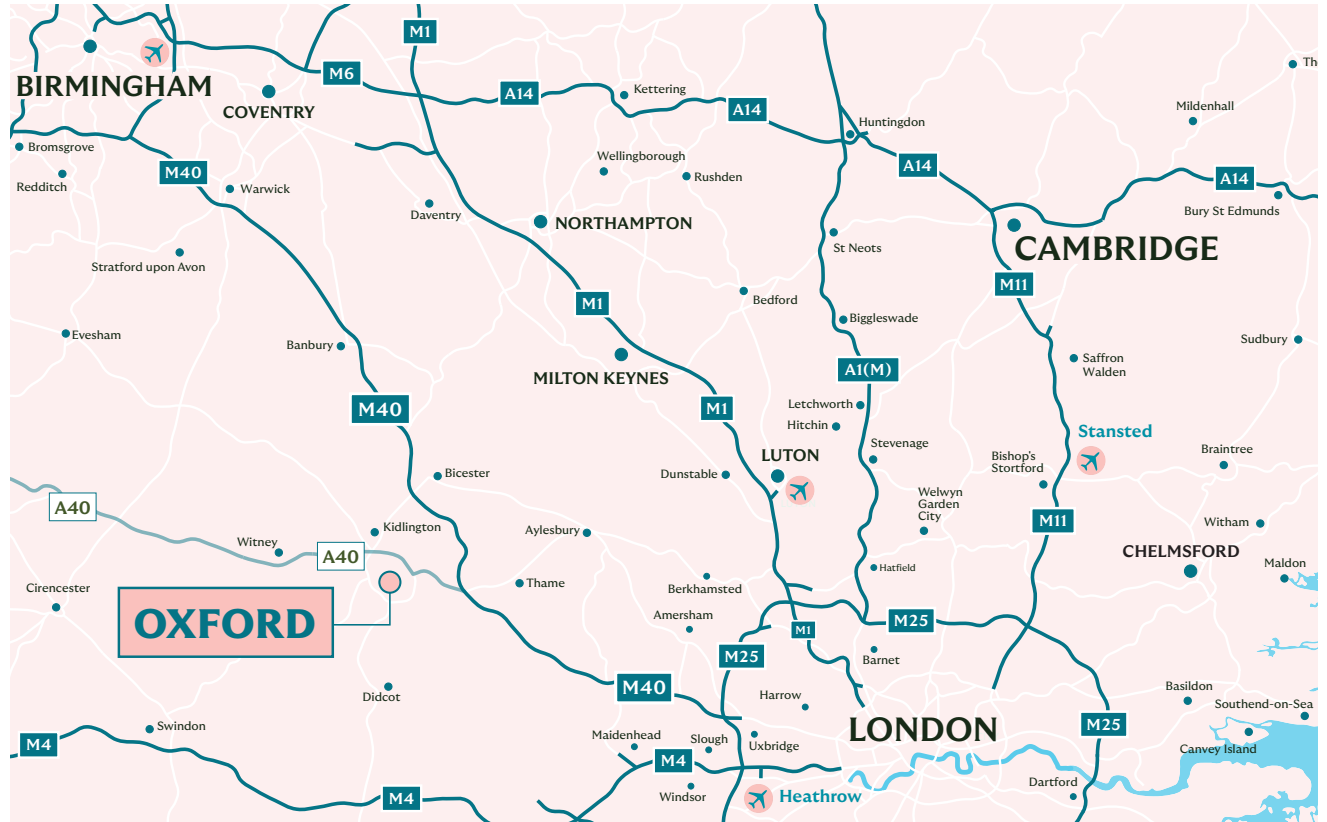 M1
BIRMINGHAM
M6
COVENTRY
A14
Kettering
A14
The
Mildenhall
Huntingdon
Bromsgrove
Redditch
M40
Warwick
Wellingborough
Rushden
A14
A14
Bury St Edmunds
Daventry
NORTHAMPTON
St Neots
CAMBRIDGE
Stratford upon Avon
M11
Bedford
M1
Biggleswade
Evesham
Banbury
Sudbury
MILTON KEYNES
Saffron
Walden
A1(M)
M40
M1
Letchworth
Hitchin
Stansted
Stevenage
LUTON
Bishop's
Stortford
Braintree
Bicester
Dunstable
Welwyn
Garden
City
A40
M11
Witham
Kidlington
Aylesbury
Witney
A40
CHELMSFORD
Hatfield
Maldon
Cirencester
Thame
Berkhamsted
OXFORD
Amersham
M25
M1
M25
Barnet
Didcot
M40
Harrow
Basildon
Southend-on-Sea
Swindon
LONDON
M25
M4
Maidenhead
Slough
Uxbridge
Canvey Island
M4
Dartford
M4
Windsor
Heathrow